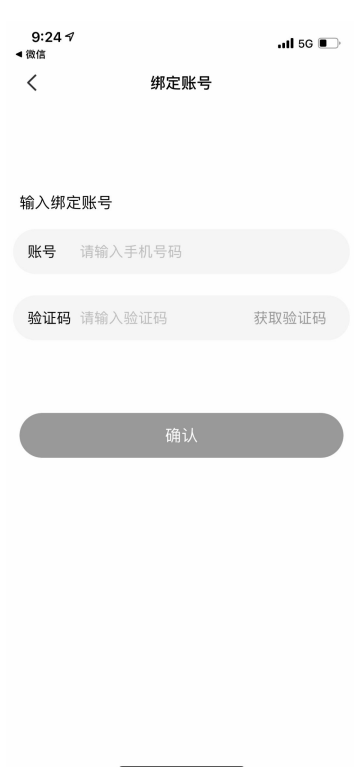 9:24
5G
◀ 微信
绑定账号
输入绑定账号
账号 请输入手机号码
验证码 请输入验证码 获取验证码
确认